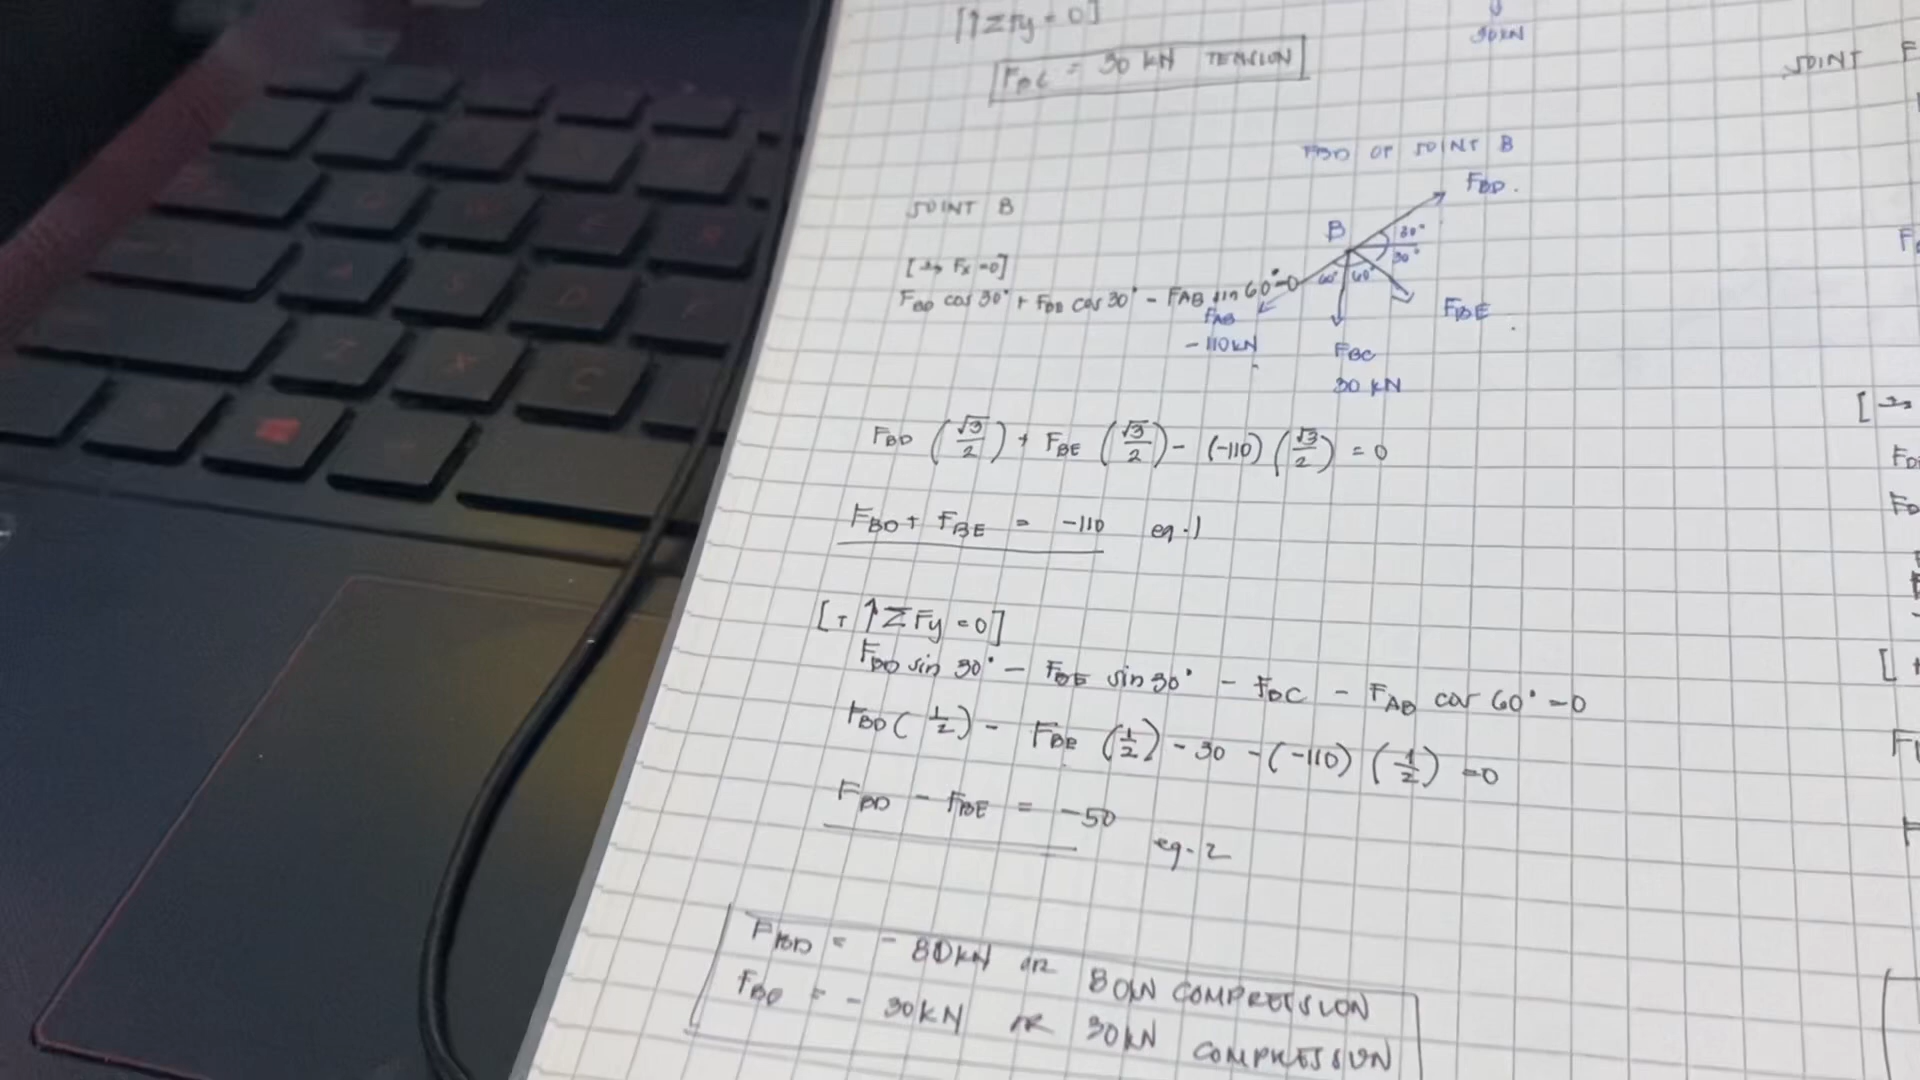 [↑ΣFy = 0]
FBC = 30 kN TENSION
30kN
JOINT F
FBD OF JOINT B
FBD.
JOINT B
B
30°
30°
[→ Fx =0]
60° 60°
FBD cos 30° + FBD cos 30° - FAB sin 60°=0
FBE
FAB
- 110kN
FBC
30 kN
FBD (√3/2) + FBE (√3/2) - (-110) (√3/2) = 0
FBD + FBE = -110 eq.1
[+ ↑ΣFy =0]
FBD sin 30° - FBE sin 30° - FBC - FAB cos 60° =0
FBD (1/2) - FBE (1/2) - 30 - (-110) (1/2) =0
FBD - FBE = -50
eq.2
FBD = - 80kN OR 80kN COMPRESSION
FBE = - 30kN OR 30kN COMPRESSION